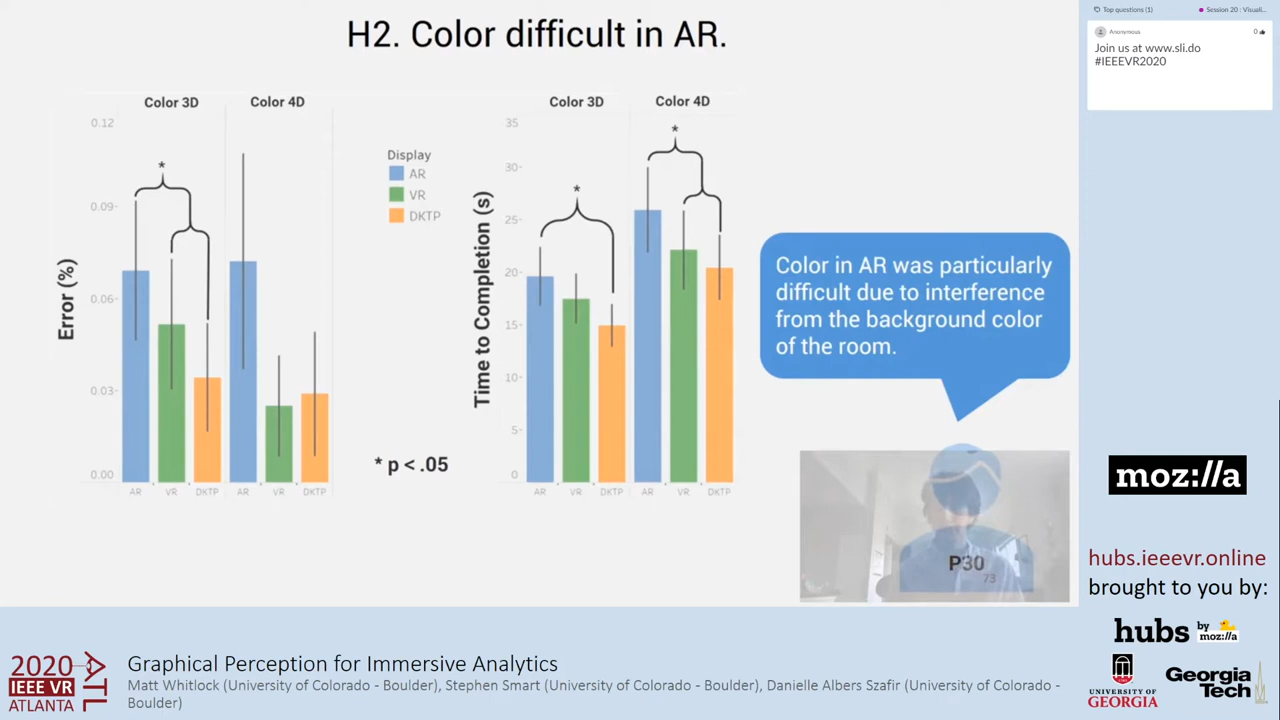 H2. Color difficult in AR.
Color 3D
Color 4D
0.12
0.09
0.06
0.03
0.00
Error (%)
*
AR
VR
DKTP
AR
VR
DKTP
Display
AR
VR
DKTP
* p < .05
Color 3D
Color 4D
35
30
25
20
15
10
5
0
Time to Completion (s)
*
*
AR
VR
DKTP
AR
VR
DKTP
Color in AR was particularly
difficult due to interference
from the background color
of the room.
P30
73
Top questions (1)
Session 20 : Visuali...
Anonymous
0
Join us at www.sli.do
#IEEEVR2020
moz://a
hubs.ieeevr.online
brought to you by:
hubs by moz://a
UNIVERSITY OF
GEORGIA
Georgia
Tech
2020
IEEE VR
ATLANTA
ATL
Graphical Perception for Immersive Analytics
Matt Whitlock (University of Colorado - Boulder), Stephen Smart (University of Colorado - Boulder), Danielle Albers Szafir (University of Colorado -
Boulder)